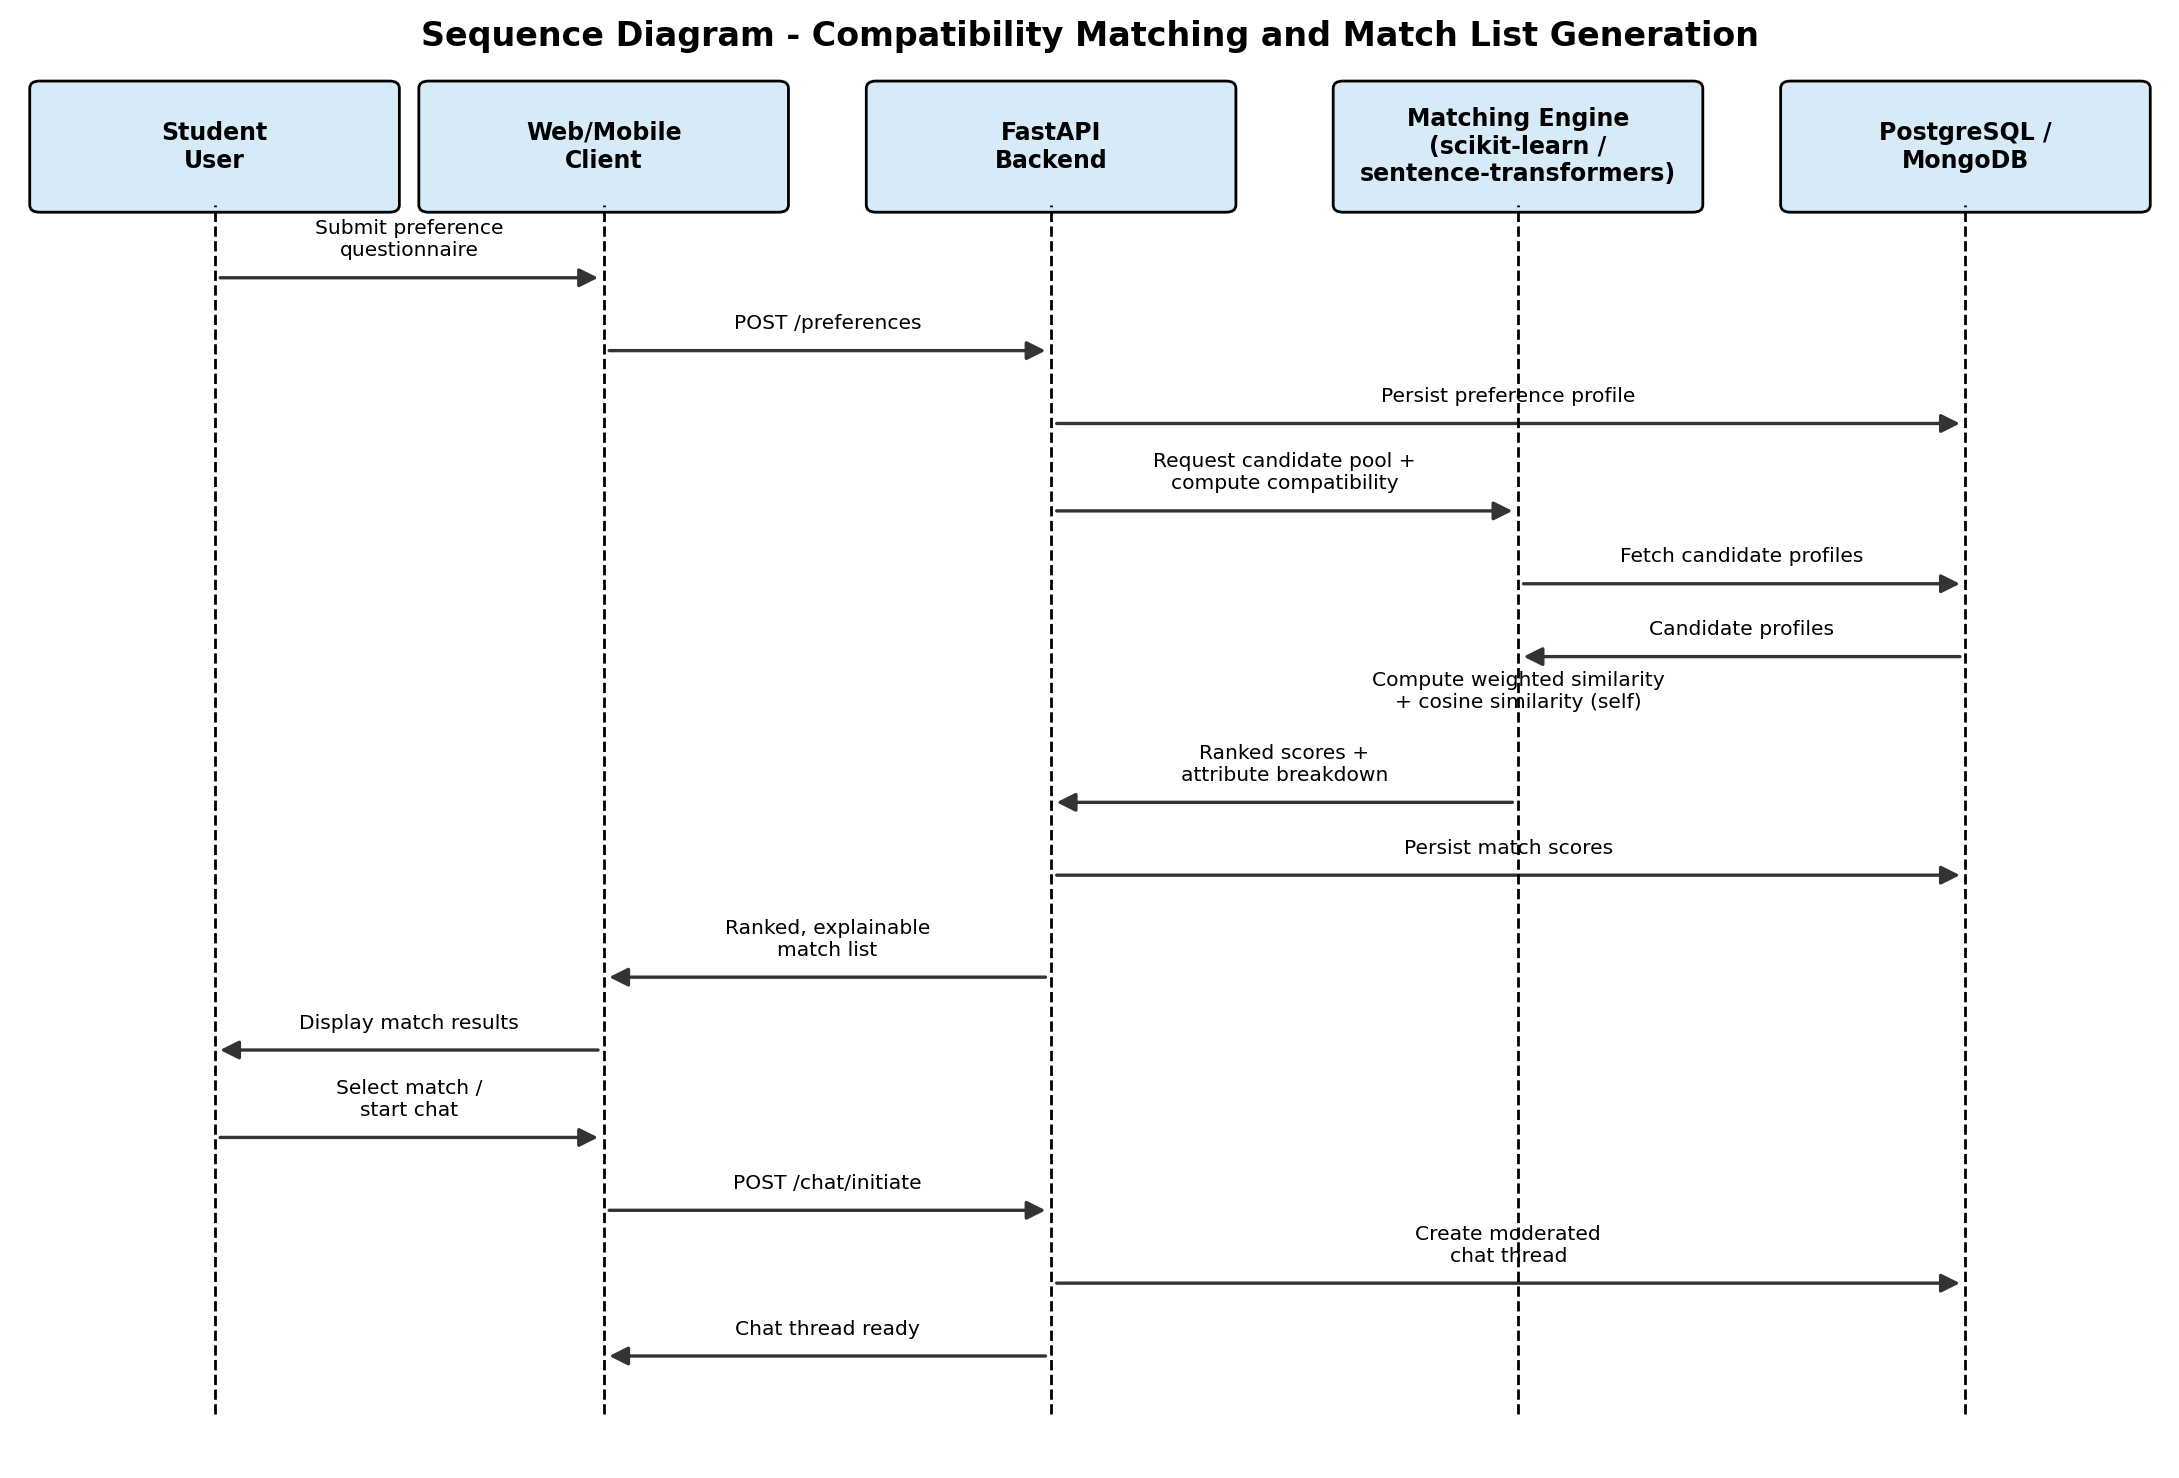 Sequence Diagram - Compatibility Matching and Match List Generation
Student
User
Web/Mobile
Client
FastAPI
Backend
Matching Engine
(scikit-learn /
sentence-transformers)
PostgreSQL /
MongoDB
Submit preference
questionnaire
POST /preferences
Persist preference profile
Request candidate pool +
compute compatibility
Fetch candidate profiles
Candidate profiles
Compute weighted similarity
+ cosine similarity (self)
Ranked scores +
attribute breakdown
Persist match scores
Ranked, explainable
match list
Display match results
Select match /
start chat
POST /chat/initiate
Create moderated
chat thread
Chat thread ready